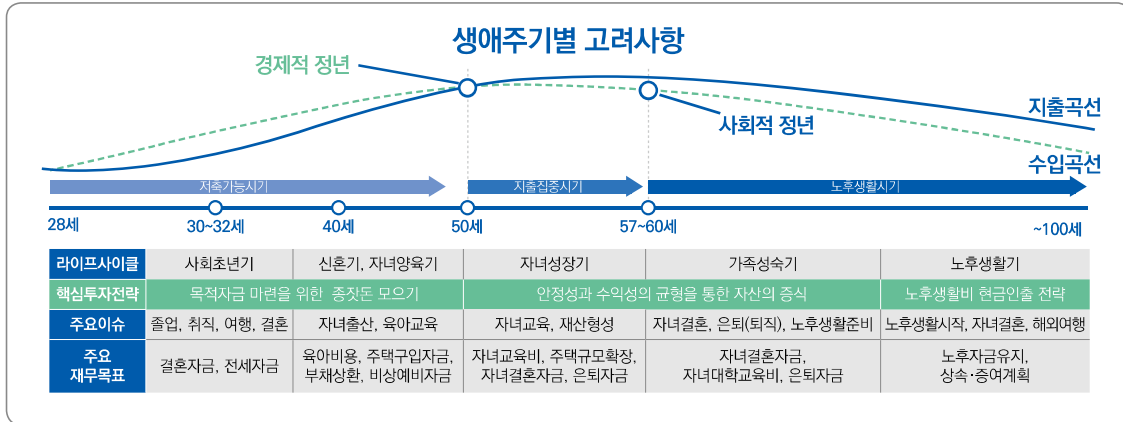 생애주기별 고려사항
경제적 정년
사회적 정년
지출곡선
수입곡선
저축가능시기 지출집중시기 노후생활시기
28세 30~32세 40세 50세 57~60세 ~100세
라이프사이클 사회초년기 신혼기, 자녀양육기 자녀성장기 가족성숙기 노후생활기
핵심투자전략 목적자금 마련을 위한 종잣돈 모으기 안정성과 수익성의 균형을 통한 자산의 증식 노후생활비 현금인출 전략
주요이슈 졸업, 취직, 여행, 결혼 자녀출산, 육아교육 자녀교육, 재산형성 자녀결혼, 은퇴(퇴직), 노후생활준비 노후생활시작, 자녀결혼, 해외여행
주요
재무목표
결혼자금, 전세자금
육아비용, 주택구입자금,
부채상환, 비상예비자금
자녀교육비, 주택규모확장,
자녀결혼자금, 은퇴자금
자녀결혼자금,
자녀대학교육비, 은퇴자금
노후자금유지,
상속·증여계획